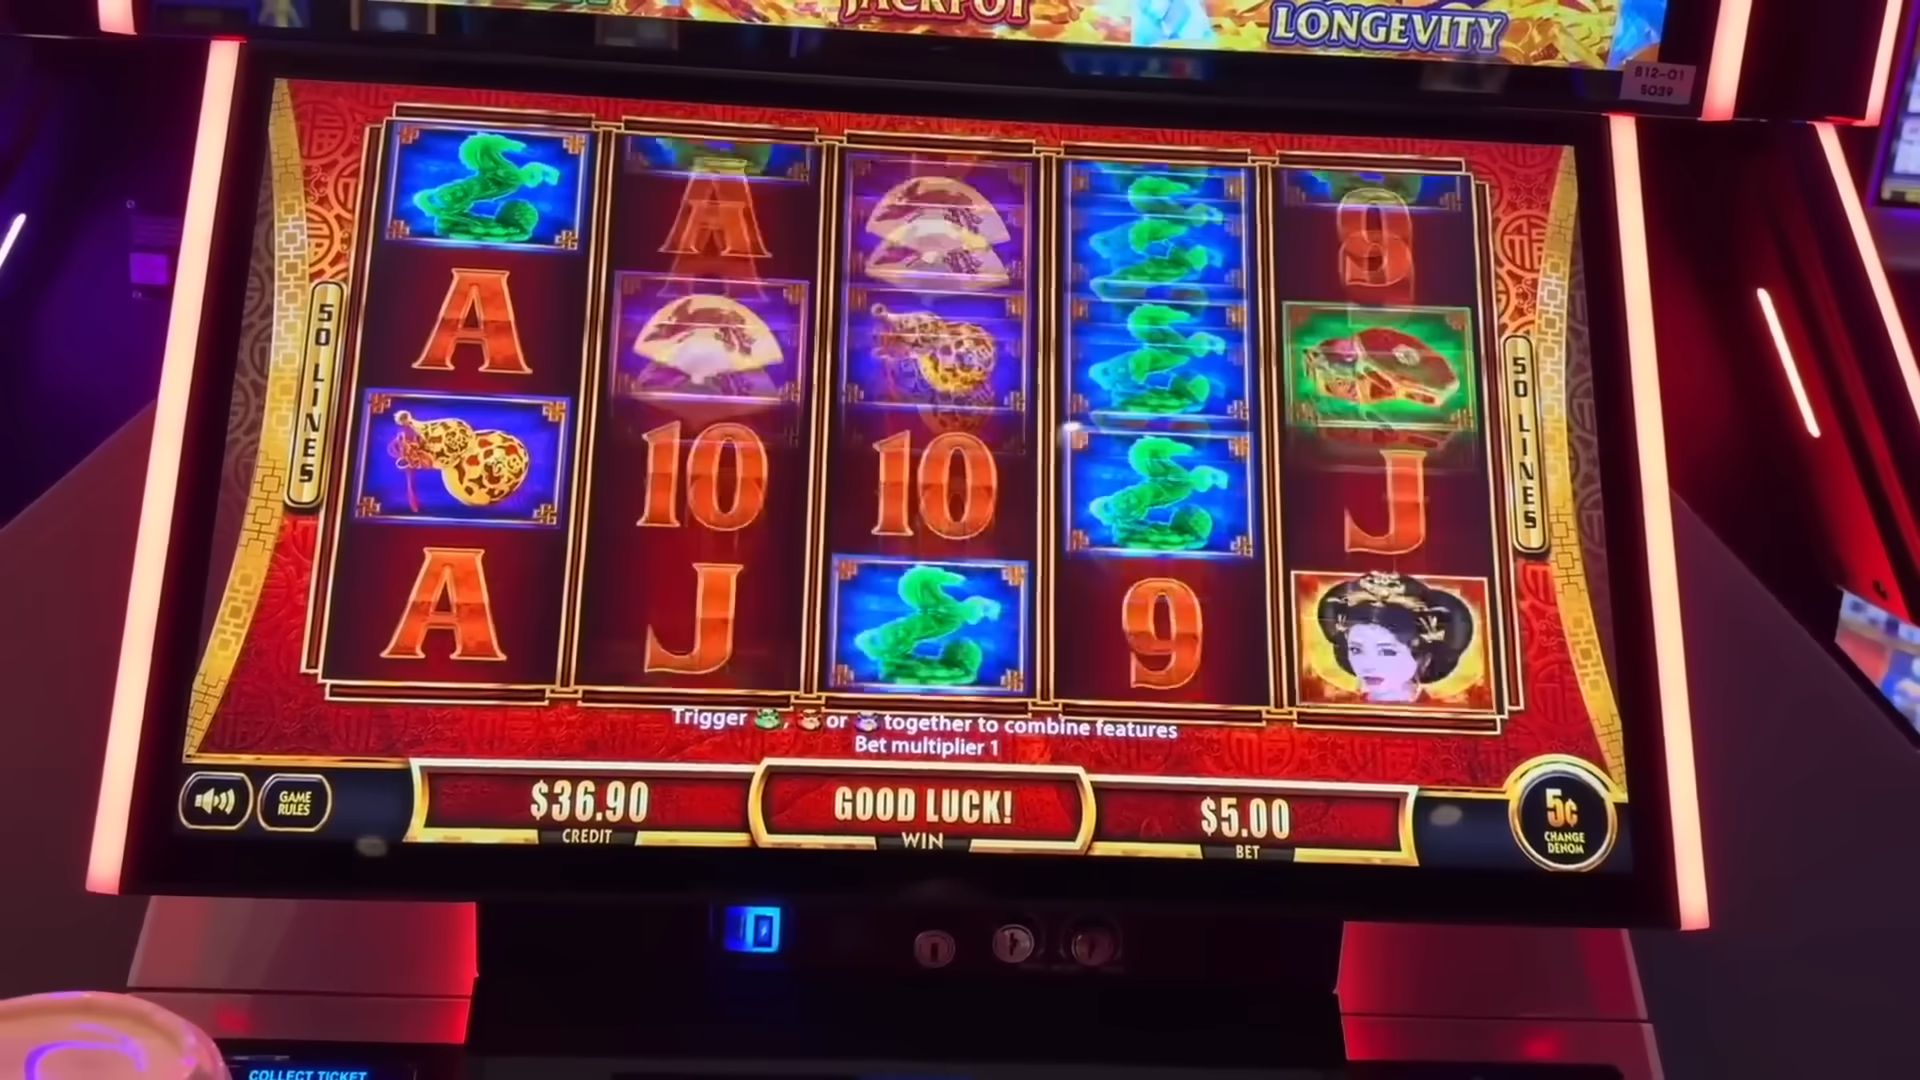 JACKPOT
LONGEVITY
B12-01
5039
A
8
A
10
10
J
A
J
9
50 LINES
50 LINES
Trigger , or together to combine features
Bet multiplier 1
GAME
RULES
$36.90
CREDIT
GOOD LUCK!
WIN
$5.00
BET
5¢
CHANGE
DENOM
COLLECT TICKET